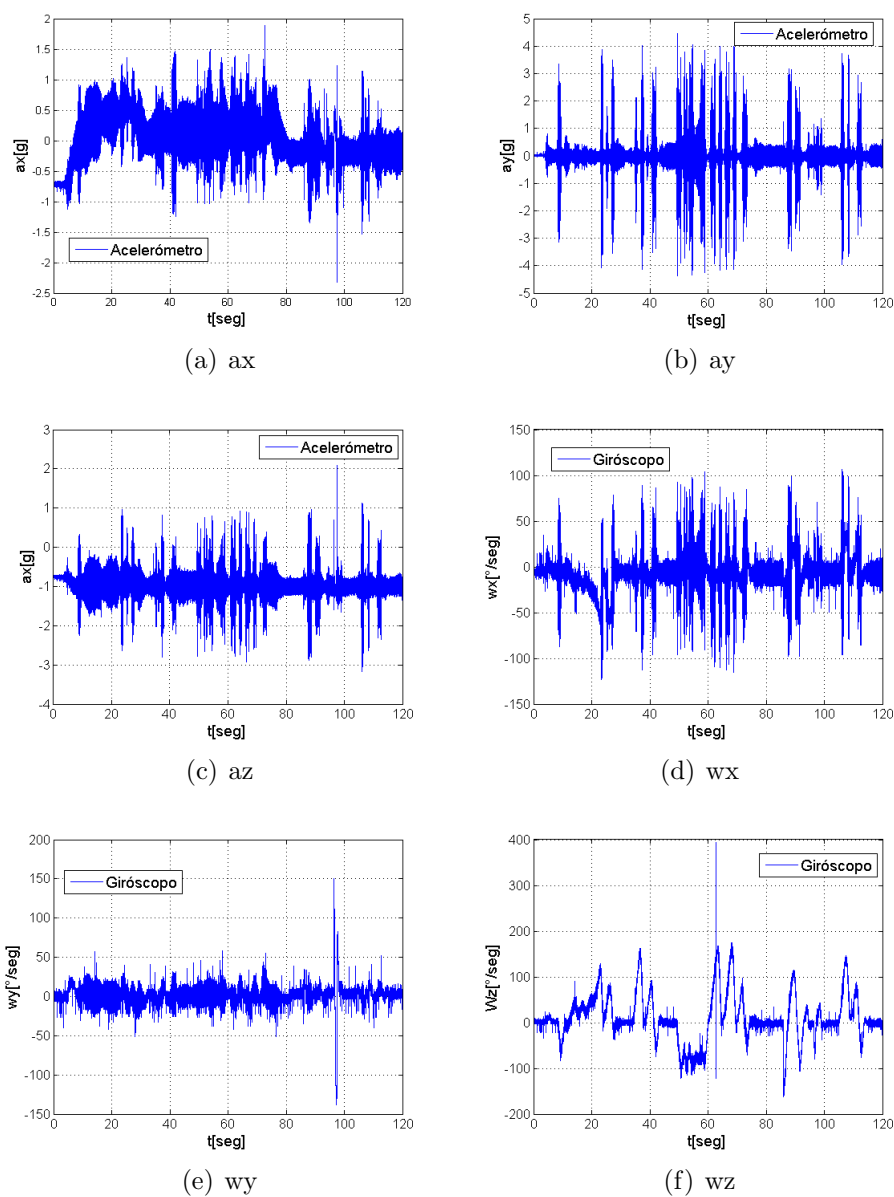 2
1.5
1
0.5
0
-0.5
-1
-1.5
-2
-2.5
ax[g]
Acelerómetro
0 20 40 60 80 100 120
t[seg]
(a) ax
5
4
3
2
1
0
-1
-2
-3
-4
-5
ay[g]
Acelerómetro
0 20 40 60 80 100 120
t[seg]
(b) ay
3
2
1
0
-1
-2
-3
-4
ax[g]
Acelerómetro
0 20 40 60 80 100 120
t[seg]
(c) az
150
100
50
0
-50
-100
-150
wx[°/seg]
Giróscopo
0 20 40 60 80 100 120
t[seg]
(d) wx
200
150
100
50
0
-50
-100
-150
wy[°/seg]
Giróscopo
0 20 40 60 80 100 120
t[seg]
(e) wy
400
300
200
100
0
-100
-200
Wz[°/seg]
Giróscopo
0 20 40 60 80 100 120
t[seg]
(f) wz